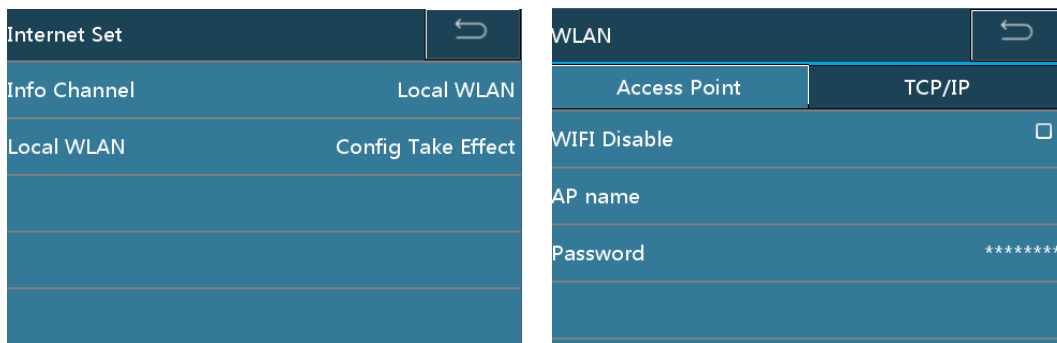 Internet Set
Info Channel Local WLAN
Local WLAN Config Take Effect
WLAN
Access Point TCP/IP
WIFI Disable
AP name
Password ********